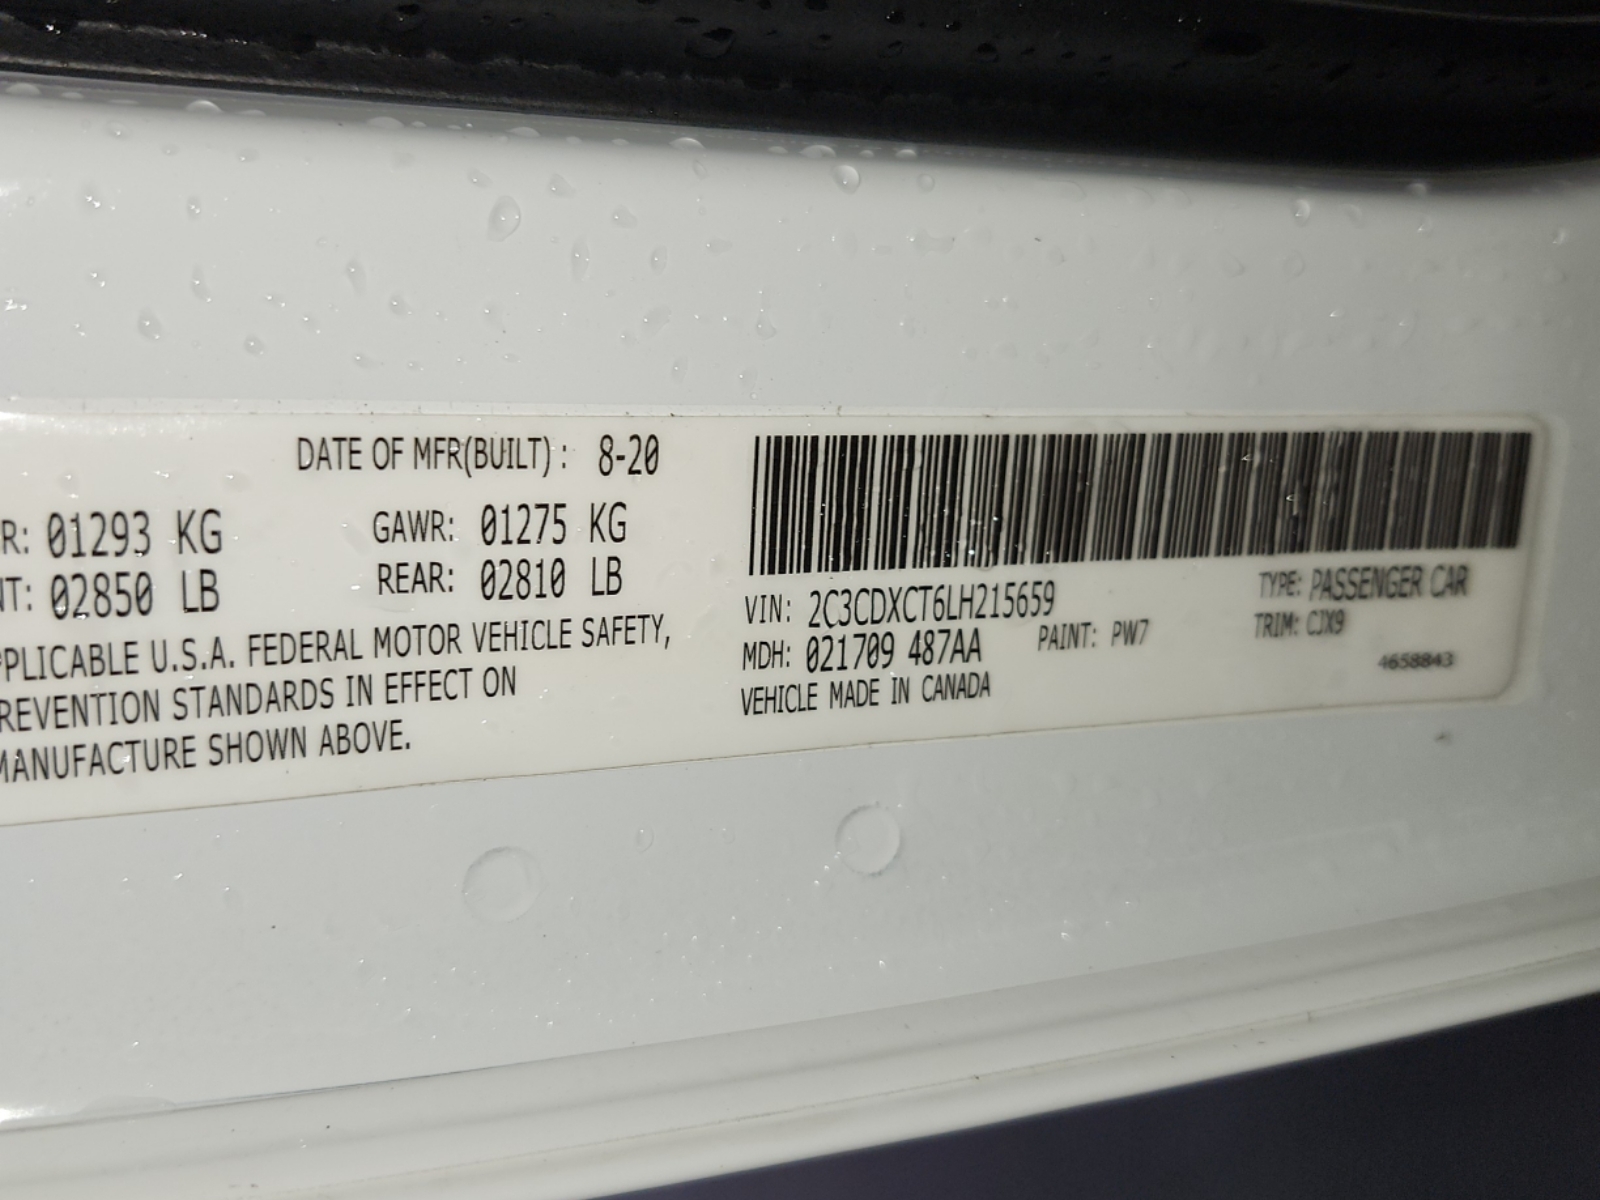 DATE OF MFR(BUILT): 8-20
R: 01293 KG GAWR: 01275 KG
NT: 02850 LB REAR: 02810 LB
PPLICABLE U.S.A. FEDERAL MOTOR VEHICLE SAFETY,
REVENTION STANDARDS IN EFFECT ON
MANUFACTURE SHOWN ABOVE.
VIN: 2C3CDXCT6LH215659 TYPE: PASSENGER CAR
MDH: 021709 487AA PAINT: PW7 TRIM: CJX9
VEHICLE MADE IN CANADA 4658843